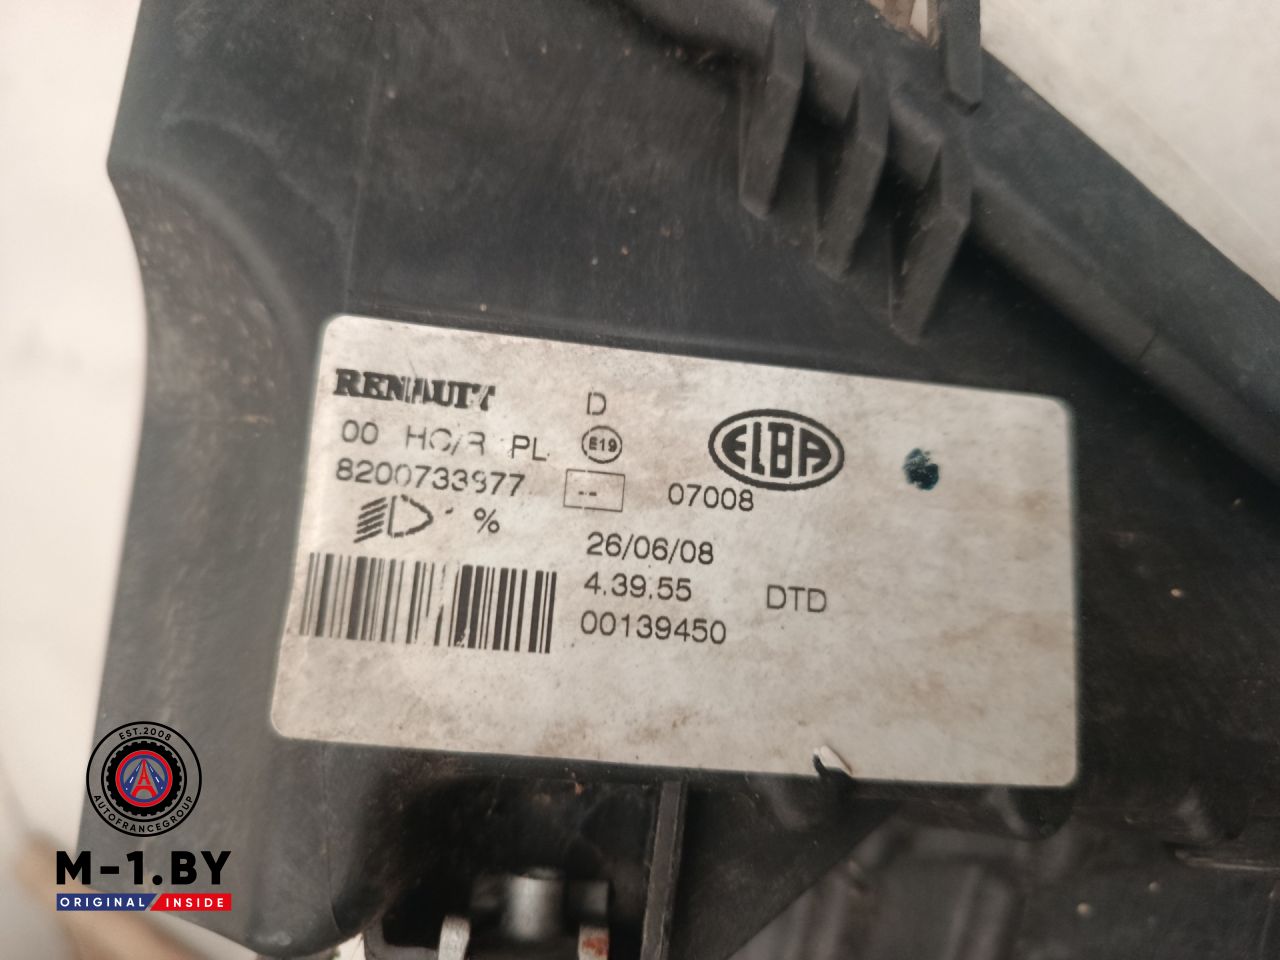 RENAULT D
00 HC/R PL E19 ELBA
8200733977 -- 07008
%
26/06/08
4.39.55 DTD
00139450
EST.2008
AUTOFRANCEGROUP
M-1.BY
ORIGINAL INSIDE